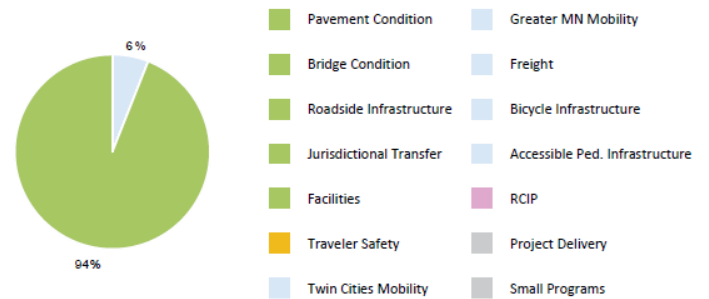 6%
94%
Pavement Condition
Bridge Condition
Roadside Infrastructure
Jurisdictional Transfer
Facilities
Traveler Safety
Twin Cities Mobility
Greater MN Mobility
Freight
Bicycle Infrastructure
Accessible Ped. Infrastructure
RCIP
Project Delivery
Small Programs